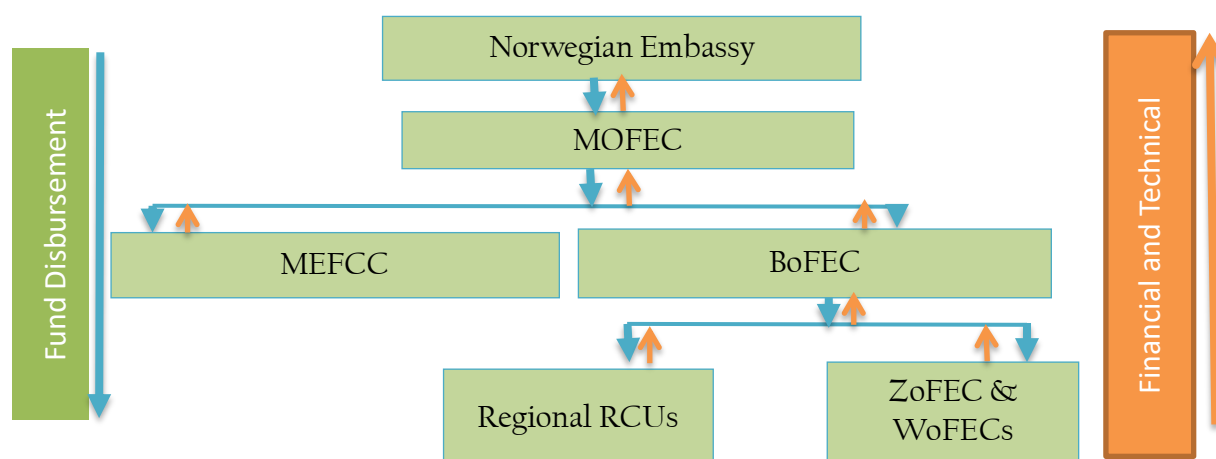 Norwegian Embassy
MOFEC
MEFCC
BoFEC
Regional RCUs
ZoFEC &
WoFECs
Fund Disbursement
Financial and Technical